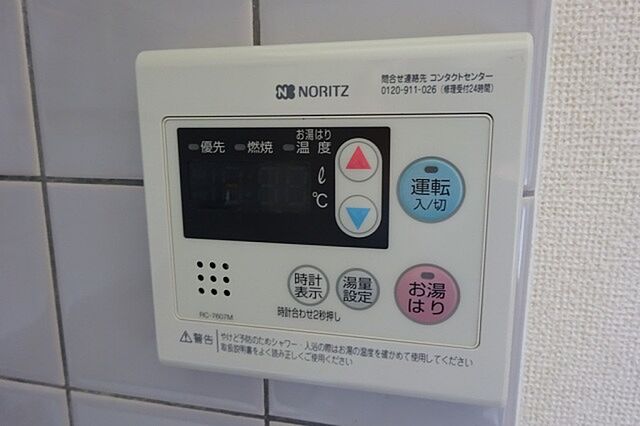 NORITZ
問合せ連絡先 コンタクトセンター
0120-911-026 (修理受付24時間)
お湯はり
優先 燃焼 温度
ℓ
℃
運転
入/切
時計
表示
湯量
設定
お湯
はり
時計合わせ2秒押し
RC-7607M
警告
やけど予防のためシャワー・入浴の際はお湯の温度を確かめて使用してください
取扱説明書をよく読み正しくご使用ください